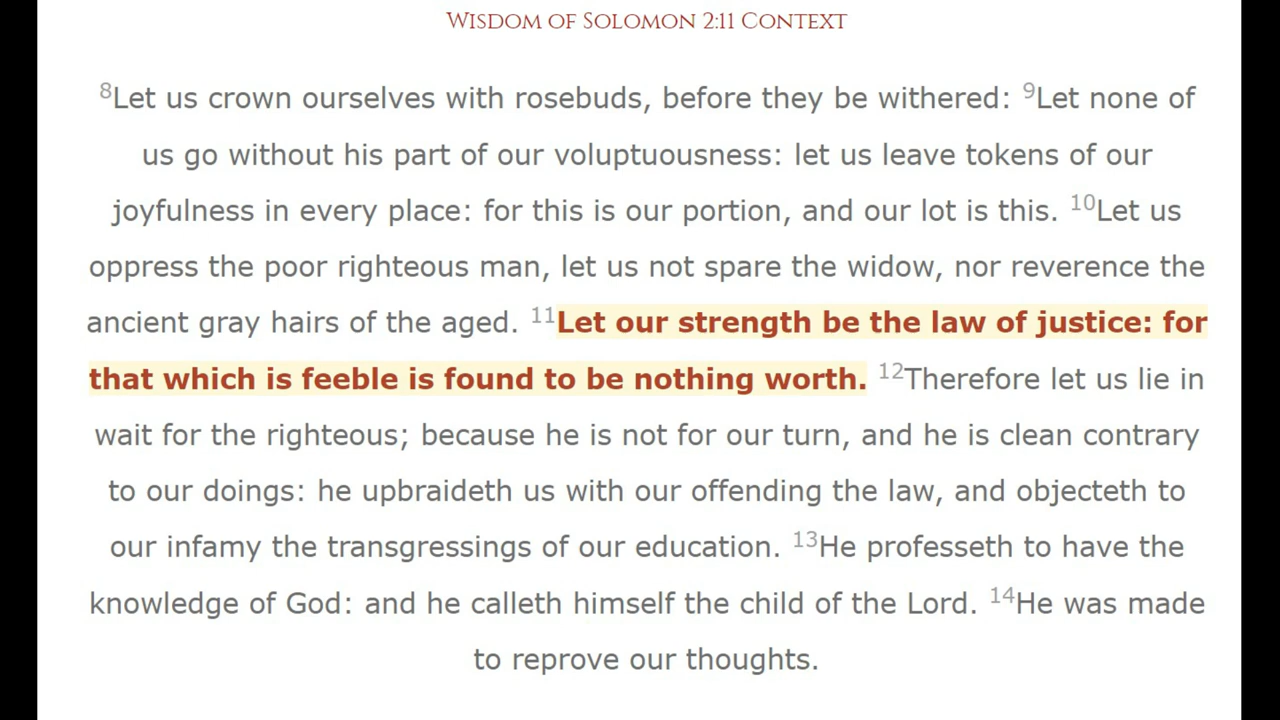 Wisdom of Solomon 2:11 Context
8Let us crown ourselves with rosebuds, before they be withered: 9Let none of
us go without his part of our voluptuousness: let us leave tokens of our
joyfulness in every place: for this is our portion, and our lot is this. 10Let us
oppress the poor righteous man, let us not spare the widow, nor reverence the
ancient gray hairs of the aged. 11Let our strength be the law of justice: for
that which is feeble is found to be nothing worth. 12Therefore let us lie in
wait for the righteous; because he is not for our turn, and he is clean contrary
to our doings: he upbraideth us with our offending the law, and objecteth to
our infamy the transgressings of our education. 13He professeth to have the
knowledge of God: and he calleth himself the child of the Lord. 14He was made
to reprove our thoughts.